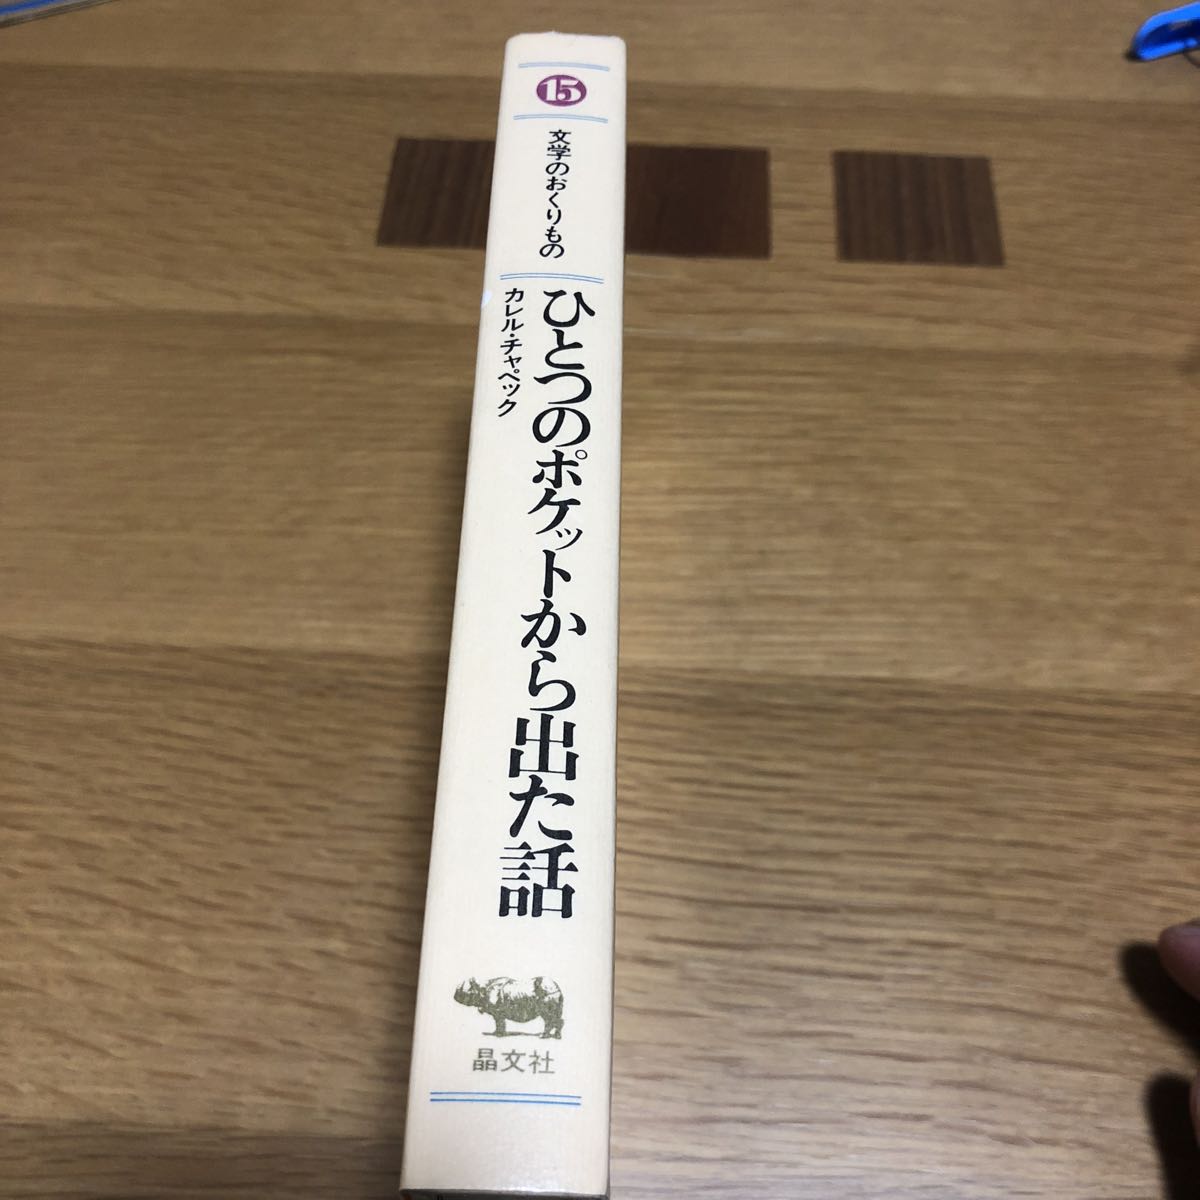 15
文学のおくりもの
ひとつのポケットから出た話
カレル・チャペック
晶文社